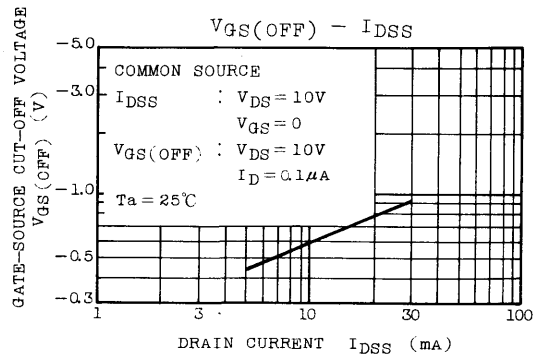 VGS(OFF) – IDSS
GATE-SOURCE CUT-OFF VOLTAGE
VGS(OFF) (V)
-5.0
-3.0
-1.0
-0.5
-0.3
COMMON SOURCE
IDSS : VDS=10V
VGS=0
VGS(OFF) : VDS=10V
ID=0.1μA
Ta=25℃
1 3 10 30 100
DRAIN CURRENT IDSS (mA)